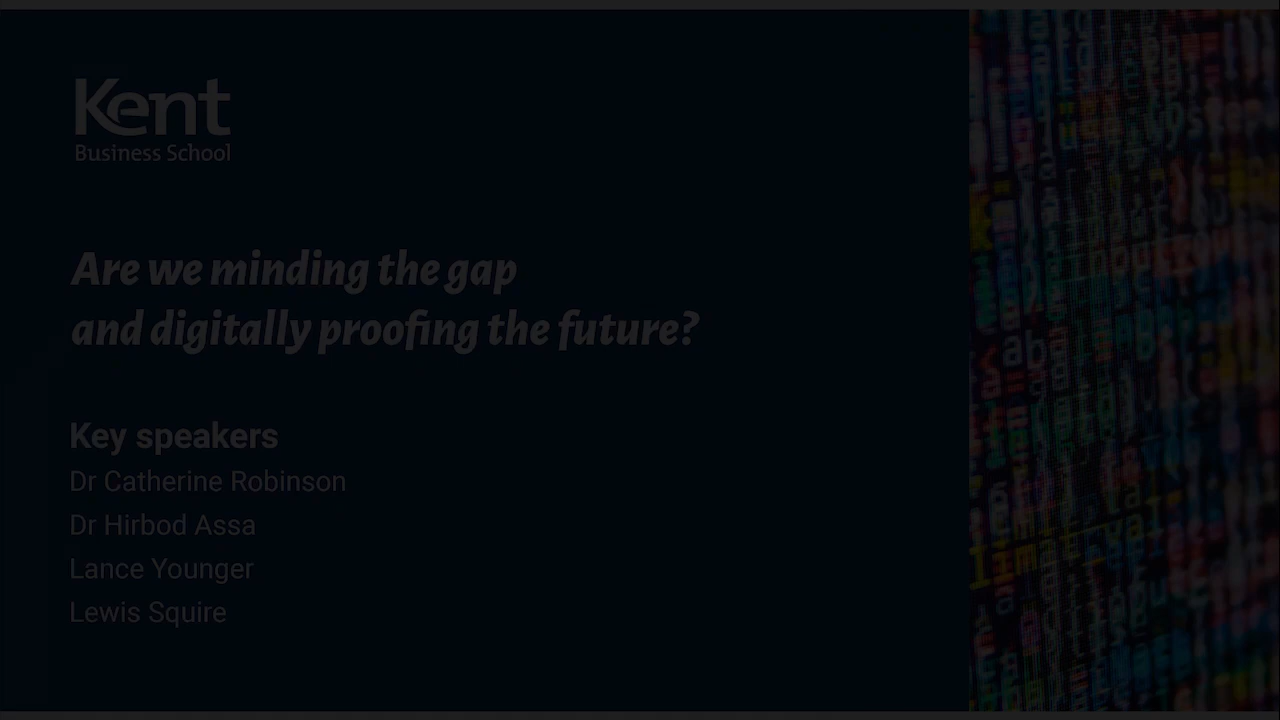 Kent
Business School
Are we minding the gap
and digitally proofing the future?
Key speakers
Dr Catherine Robinson
Dr Hirbod Assa
Lance Younger
Lewis Squire